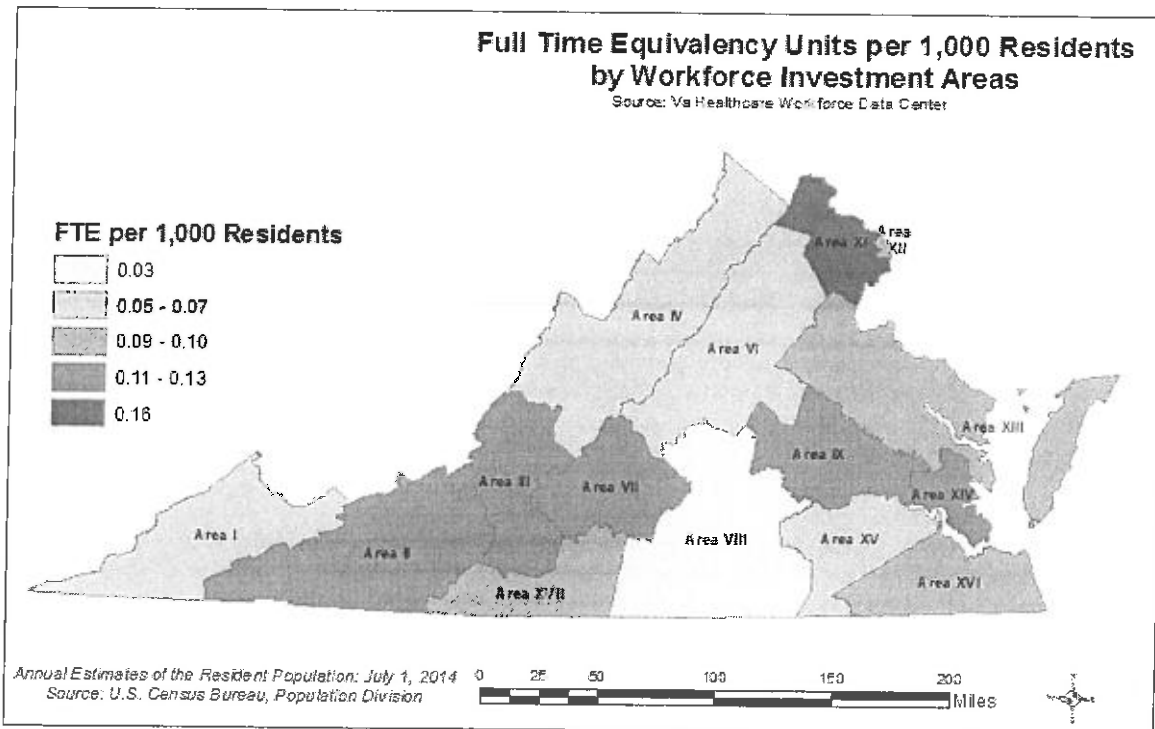 Full Time Equivalency Units per 1,000 Residents
by Workforce Investment Areas
Source: Va Healthcare Workforce Data Center
FTE per 1,000 Residents
0.03
0.05 - 0.07
0.09 - 0.10
0.11 - 0.13
0.16
Area XI
Area
XII
Area IV
Area VI
Area XIII
Area IX
Area III
Area VII
Area XIV
Area I
Area VIII
Area XV
Area II
Area XVI
Area XVII
Annual Estimates of the Resident Population: July 1, 2014
Source: U.S. Census Bureau, Population Division
0 25 50 100 150 200
Miles